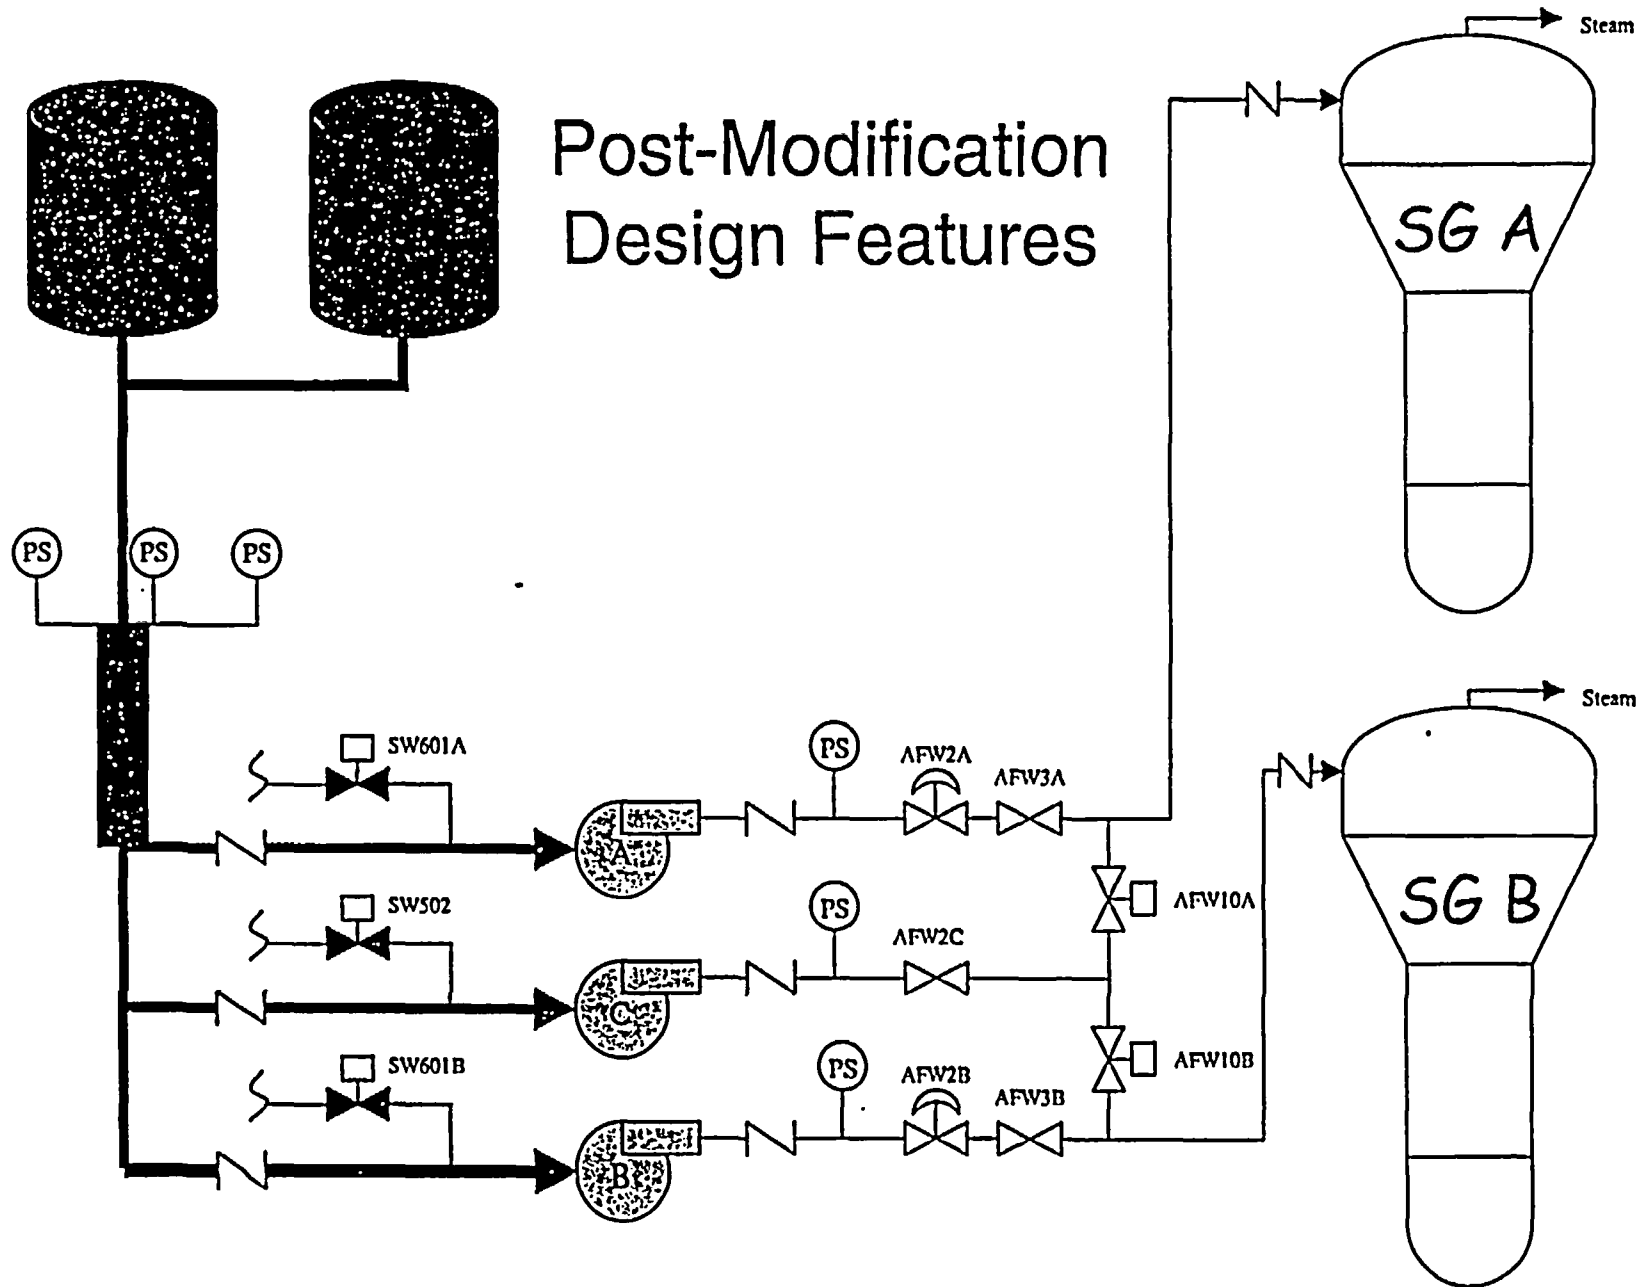 Steam
Post-Modification
Design Features
SG A
PS
PS
PS
Steam
SW601A
PS
AFW2A
AFW3A
A
AFW10A
SG B
SW502
PS
AFW2C
C
AFW10B
SW601B
PS
AFW2B
AFW3B
B